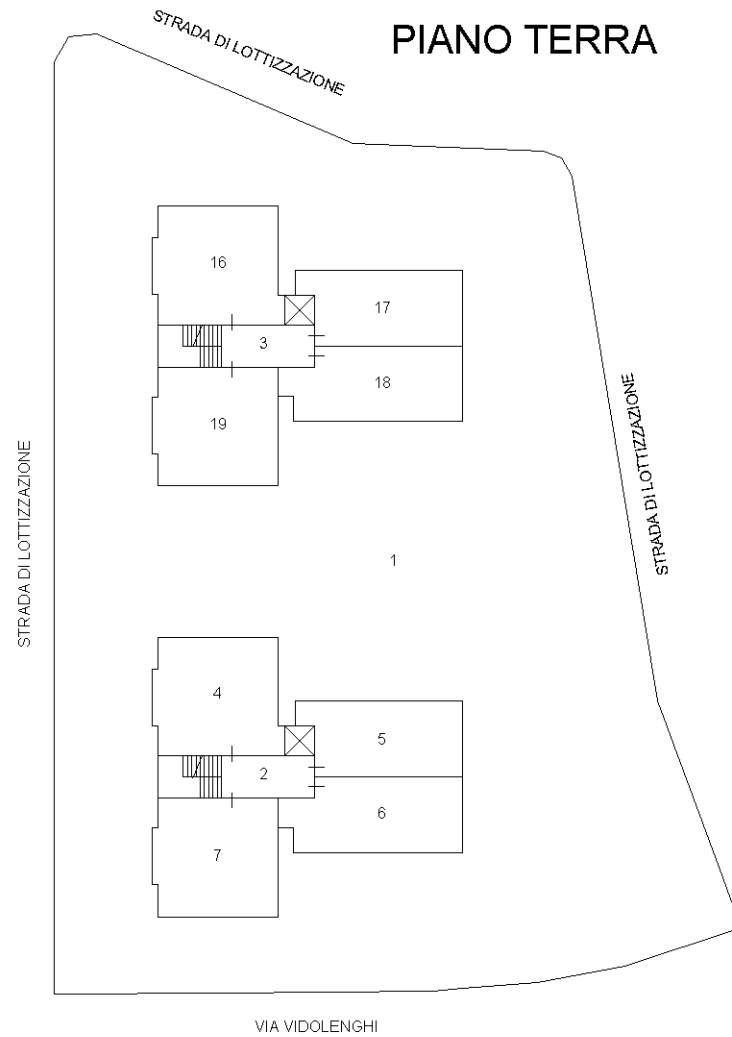 PIANO TERRA
STRADA DI LOTTIZZAZIONE
16
17
3
18
19
STRADA DI LOTTIZZAZIONE
STRADA DI LOTTIZZAZIONE
1
4
5
2
6
7
VIA VIDOLENGHI